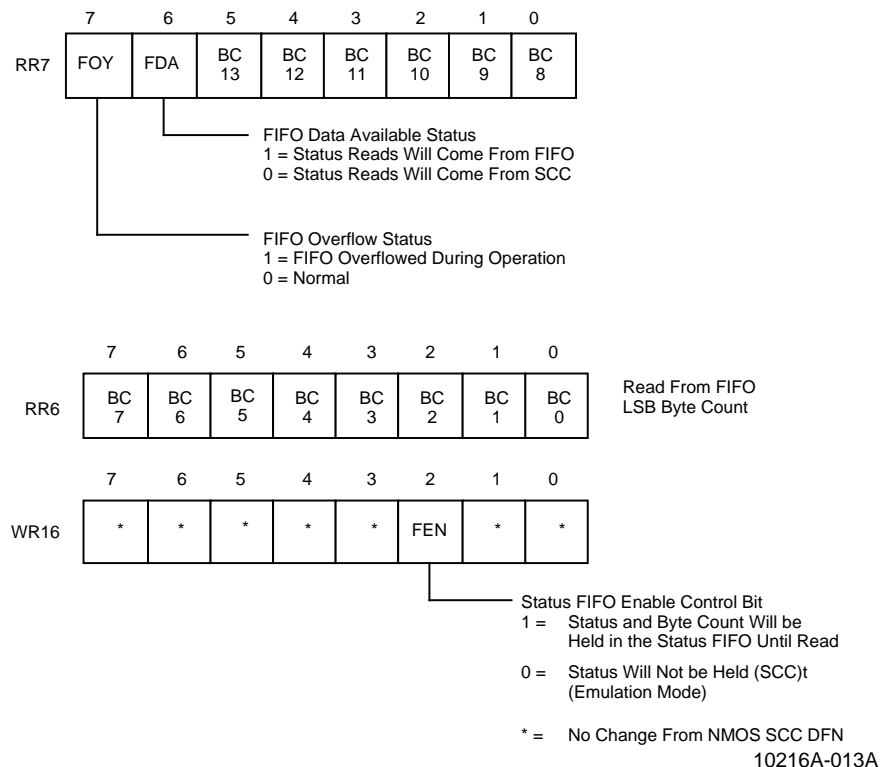 7 6 5 4 3 2 1 0
RR7 FOY FDA BC 13 BC 12 BC 11 BC 10 BC 9 BC 8
FIFO Data Available Status
1 = Status Reads Will Come From FIFO
0 = Status Reads Will Come From SCC
FIFO Overflow Status
1 = FIFO Overflowed During Operation
0 = Normal
7 6 5 4 3 2 1 0
RR6 BC 7 BC 6 BC 5 BC 4 BC 3 BC 2 BC 1 BC 0
Read From FIFO
LSB Byte Count
7 6 5 4 3 2 1 0
WR16 * * * * * FEN * *
Status FIFO Enable Control Bit
1 = Status and Byte Count Will be
Held in the Status FIFO Until Read
0 = Status Will Not be Held (SCC)t
(Emulation Mode)
* = No Change From NMOS SCC DFN
10216A-013A